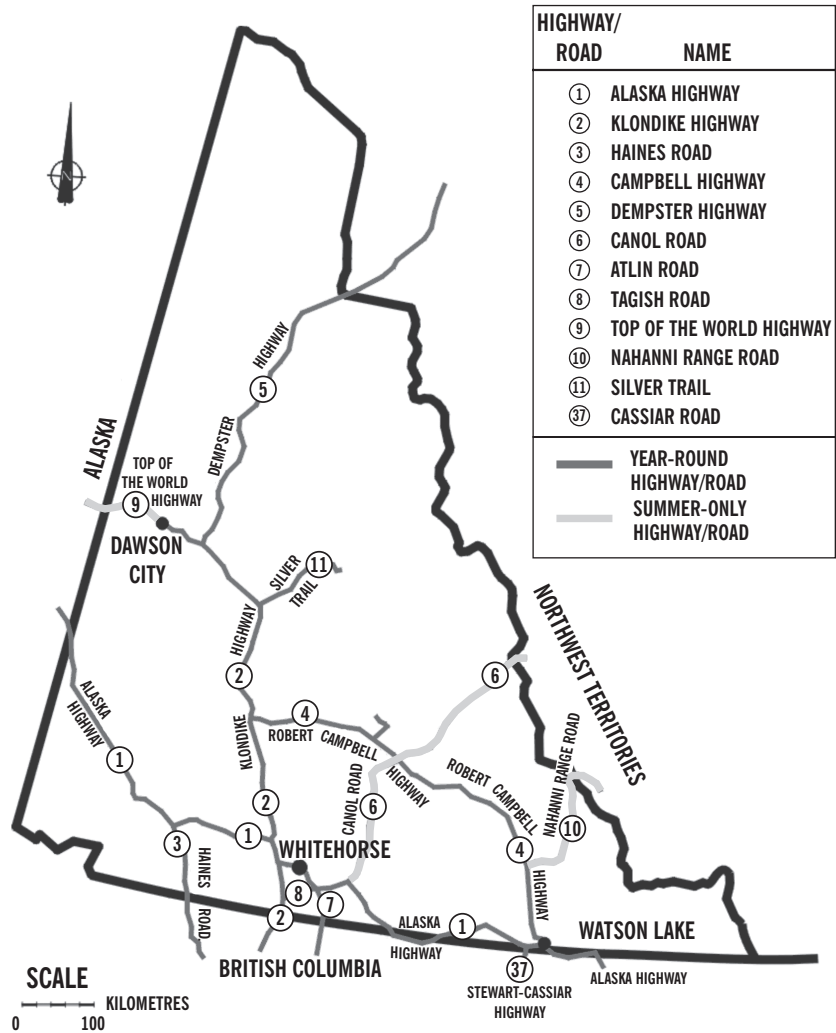 HIGHWAY/
ROAD NAME
1 ALASKA HIGHWAY
2 KLONDIKE HIGHWAY
3 HAINES ROAD
4 CAMPBELL HIGHWAY
5 DEMPSTER HIGHWAY
6 CANOL ROAD
7 ATLIN ROAD
8 TAGISH ROAD
9 TOP OF THE WORLD HIGHWAY
10 NAHANNI RANGE ROAD
11 SILVER TRAIL
37 CASSIAR ROAD
YEAR-ROUND
HIGHWAY/ROAD
SUMMER-ONLY
HIGHWAY/ROAD
HIGHWAY
5
DEMPSTER
ALASKA
TOP OF
THE WORLD
HIGHWAY
9
DAWSON
CITY
SILVER
TRAIL
11
HIGHWAY
2
KLONDIKE
2
NORTHWEST TERRITORIES
6
ALASKA
HIGHWAY
1
4
ROBERT CAMPBELL
HIGHWAY
ROBERT CAMPBELL
4
HIGHWAY
CANOL ROAD
6
NAHANNI RANGE ROAD
10
3
HAINES
ROAD
1
WHITEHORSE
8
7
2
ALASKA
HIGHWAY
1
WATSON LAKE
BRITISH COLUMBIA
37
STEWART-CASSIAR
HIGHWAY
ALASKA HIGHWAY
SCALE
KILOMETRES
0 100